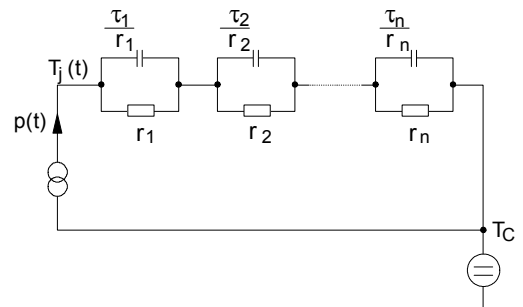 τ1 τ2 τn
r1 r2 rn
Tj (t)
p(t)
r1 r2 rn
TC